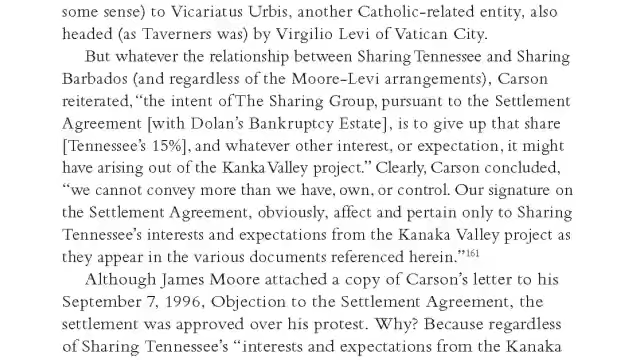 some sense) to Vicariatus Urbis, another Catholic-related entity, also
headed (as Taverners was) by Virgilio Levi of Vatican City.
But whatever the relationship between Sharing Tennessee and Sharing
Barbados (and regardless of the Moore-Levi arrangements), Carson
reiterated, “the intent of The Sharing Group, pursuant to the Settlement
Agreement [with Dolan’s Bankruptcy Estate], is to give up that share
[Tennessee’s 15%], and whatever other interest, or expectation, it might
have arising out of the Kanka Valley project.” Clearly, Carson concluded,
“we cannot convey more than we have, own, or control. Our signature on
the Settlement Agreement, obviously, affect and pertain only to Sharing
Tennessee’s interests and expectations from the Kanaka Valley project as
they appear in the various documents referenced herein.”161
Although James Moore attached a copy of Carson’s letter to his
September 7, 1996, Objection to the Settlement Agreement, the
settlement was approved over his protest. Why? Because regardless
of Sharing Tennessee’s “interests and expectations from the Kanaka